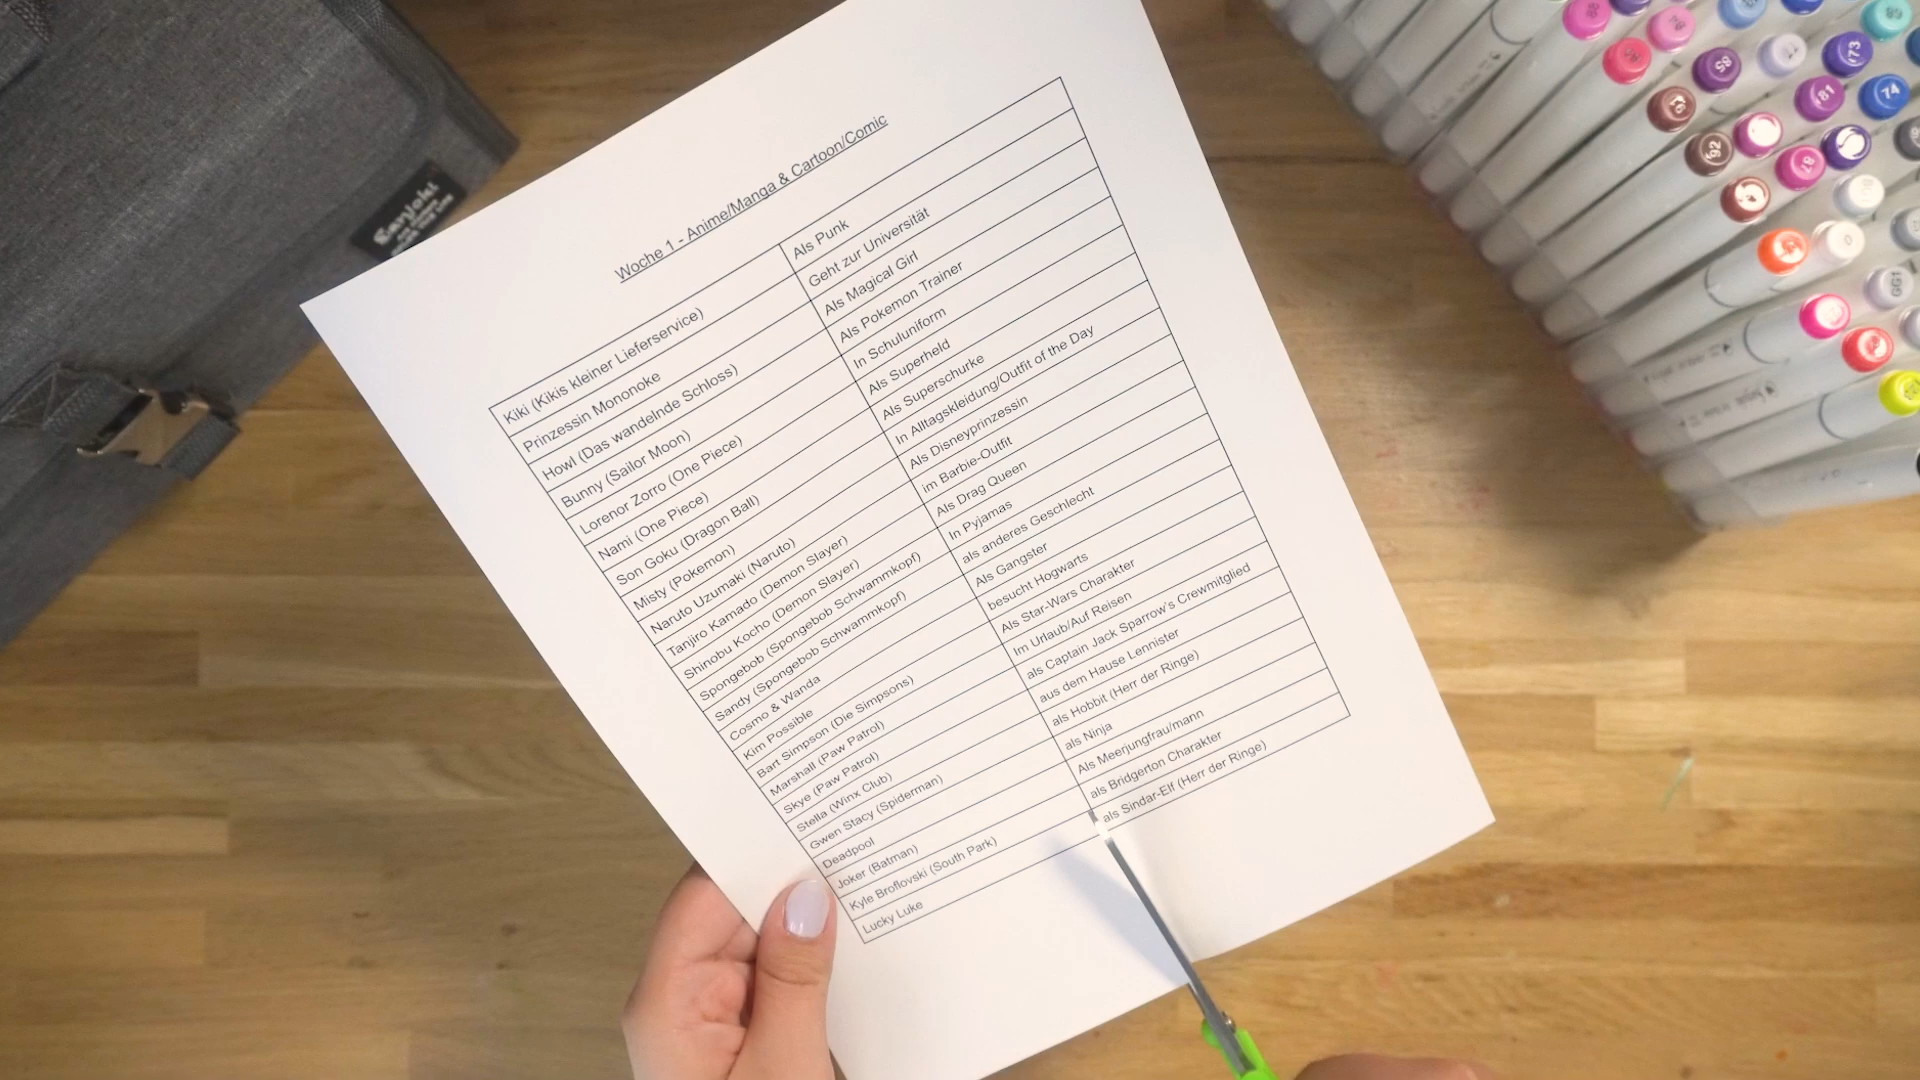 Woche 1 - Anime/Manga & Cartoon/Comic
Kiki (Kikis kleiner Lieferservice) Als Punk
Prinzessin Mononoke Geht zur Universität
Howl (Das wandelnde Schloss) Als Magical Girl
Bunny (Sailor Moon) Als Pokemon Trainer
Lorenor Zorro (One Piece) In Schuluniform
Nami (One Piece) Als Superheld
Son Goku (Dragon Ball) Als Superschurke
Misty (Pokemon) In Alltagskleidung/Outfit of the Day
Naruto Uzumaki (Naruto) Als Disneyprinzessin
Tanjiro Kamado (Demon Slayer) im Barbie-Outfit
Shinobu Kocho (Demon Slayer) Als Drag Queen
Spongebob (Spongebob Schwammkopf) In Pyjamas
Sandy (Spongebob Schwammkopf) als anderes Geschlecht
Cosmo & Wanda Als Gangster
Kim Possible besucht Hogwarts
Bart Simpson (Die Simpsons) Als Star-Wars Charakter
Marshall (Paw Patrol) Im Urlaub/Auf Reisen
Skye (Paw Patrol) als Captain Jack Sparrow's Crewmitglied
Stella (Winx Club) aus dem Hause Lennister
Gwen Stacy (Spiderman) als Hobbit (Herr der Ringe)
Deadpool als Ninja
Joker (Batman) Als Meerjungfrau/mann
Kyle Broflovski (South Park) als Bridgerton Charakter
Lucky Luke als Sindar-Elf (Herr der Ringe)
85
173
181
74
92
GG1